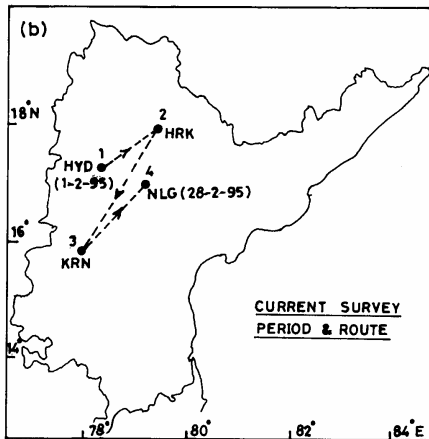 (b)
18°N
2
HRK
1
HYD
(1-2-95)
4
NLG (28-2-95)
16°
3
KRN
CURRENT SURVEY
PERIOD & ROUTE
14°
78°
80°
82°
84°E